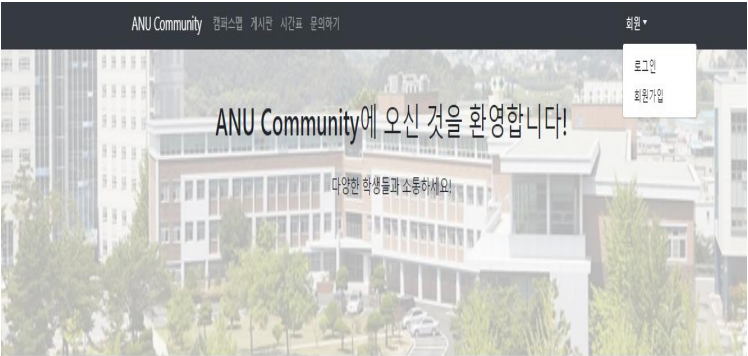 ANU Community 캠퍼스맵 게시판 시간표 문의하기 회원
로그인
회원가입
ANU Community에 오신 것을 환영합니다!
다양한 학생들과 소통하세요!